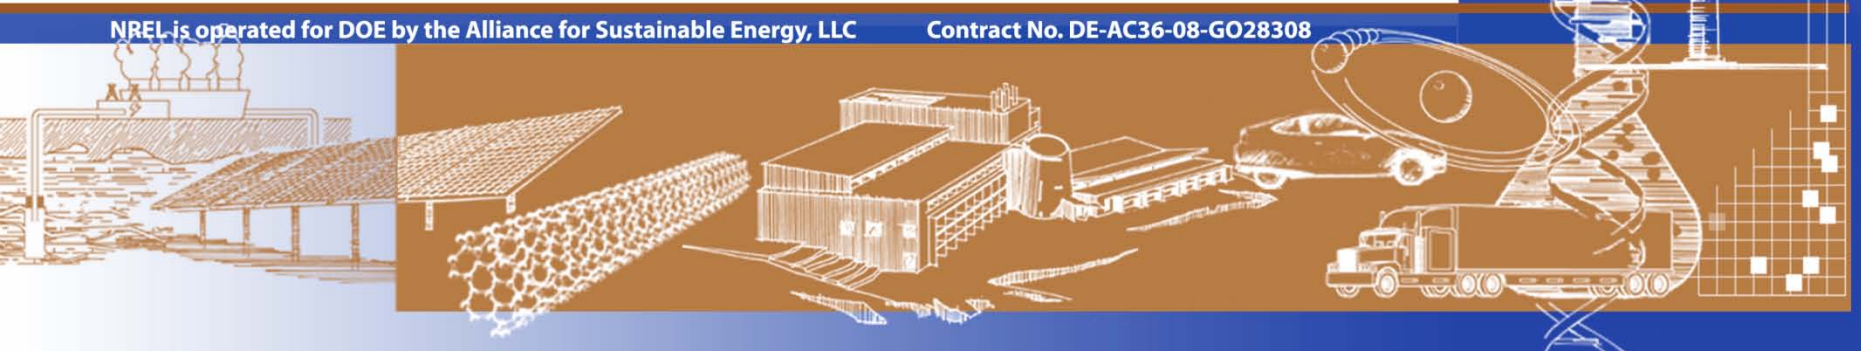 NREL is operated for DOE by the Alliance for Sustainable Energy, LLC Contract No. DE-AC36-08-GO28308